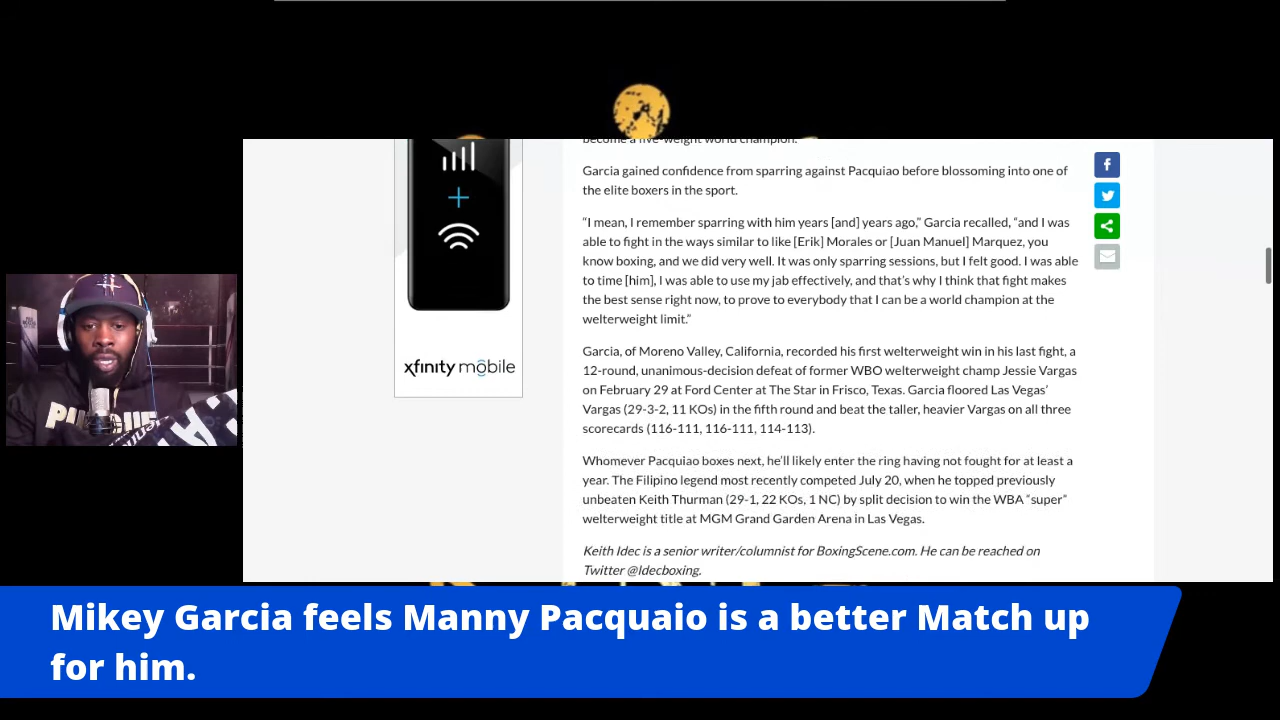 become a five-weight world champion.
Garcia gained confidence from sparring against Pacquiao before blossoming into one of
the elite boxers in the sport.
“I mean, I remember sparring with him years [and] years ago,” Garcia recalled, “and I was
able to fight in the ways similar to like [Erik] Morales or [Juan Manuel] Marquez, you
know boxing, and we did very well. It was only sparring sessions, but I felt good. I was able
to time [him], I was able to use my jab effectively, and that’s why I think that fight makes
the best sense right now, to prove to everybody that I can be a world champion at the
welterweight limit.”
Garcia, of Moreno Valley, California, recorded his first welterweight win in his last fight, a
12-round, unanimous-decision defeat of former WBO welterweight champ Jessie Vargas
on February 29 at Ford Center at The Star in Frisco, Texas. Garcia floored Las Vegas’
Vargas (29-3-2, 11 KOs) in the fifth round and beat the taller, heavier Vargas on all three
scorecards (116-111, 116-111, 114-113).
Whomever Pacquiao boxes next, he’ll likely enter the ring having not fought for at least a
year. The Filipino legend most recently competed July 20, when he topped previously
unbeaten Keith Thurman (29-1, 22 KOs, 1 NC) by split decision to win the WBA “super”
welterweight title at MGM Grand Garden Arena in Las Vegas.
Keith Idec is a senior writer/columnist for BoxingScene.com. He can be reached on
Twitter @Idecboxing.
xfinity mobile
Mikey Garcia feels Manny Pacquaio is a better Match up
for him.